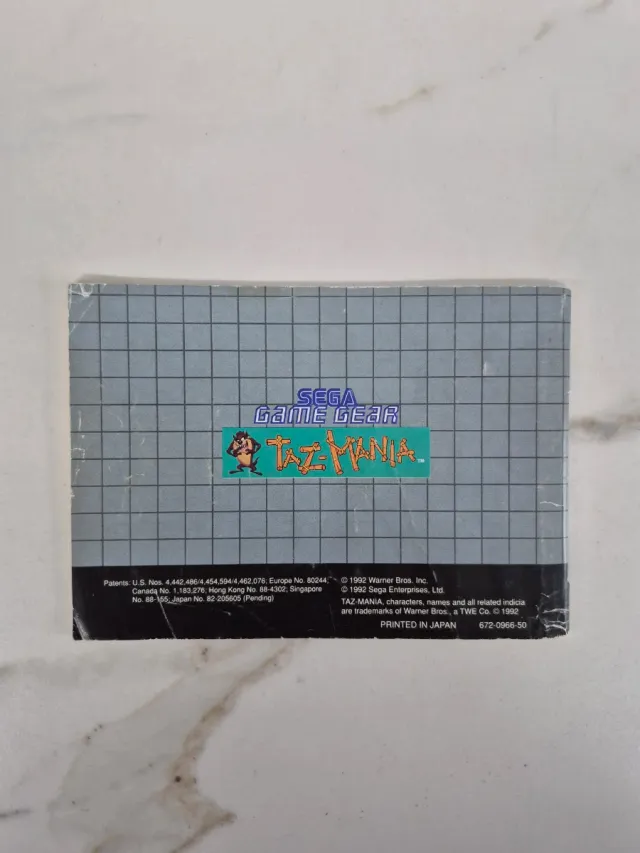 SEGA
GAME GEAR
TAZ-MANIA™
Patents: U.S. Nos. 4,442,486/4,454,594/4,462,076; Europe No. 80244;
Canada No. 1,183,276; Hong Kong No. 88-4302; Singapore
No. 88-155; Japan No. 82-205605 (Pending)
© 1992 Warner Bros. Inc.
© 1992 Sega Enterprises, Ltd.
TAZ-MANIA, characters, names and all related indicia
are trademarks of Warner Bros., a TWE Co. © 1992
PRINTED IN JAPAN 672-0966-50